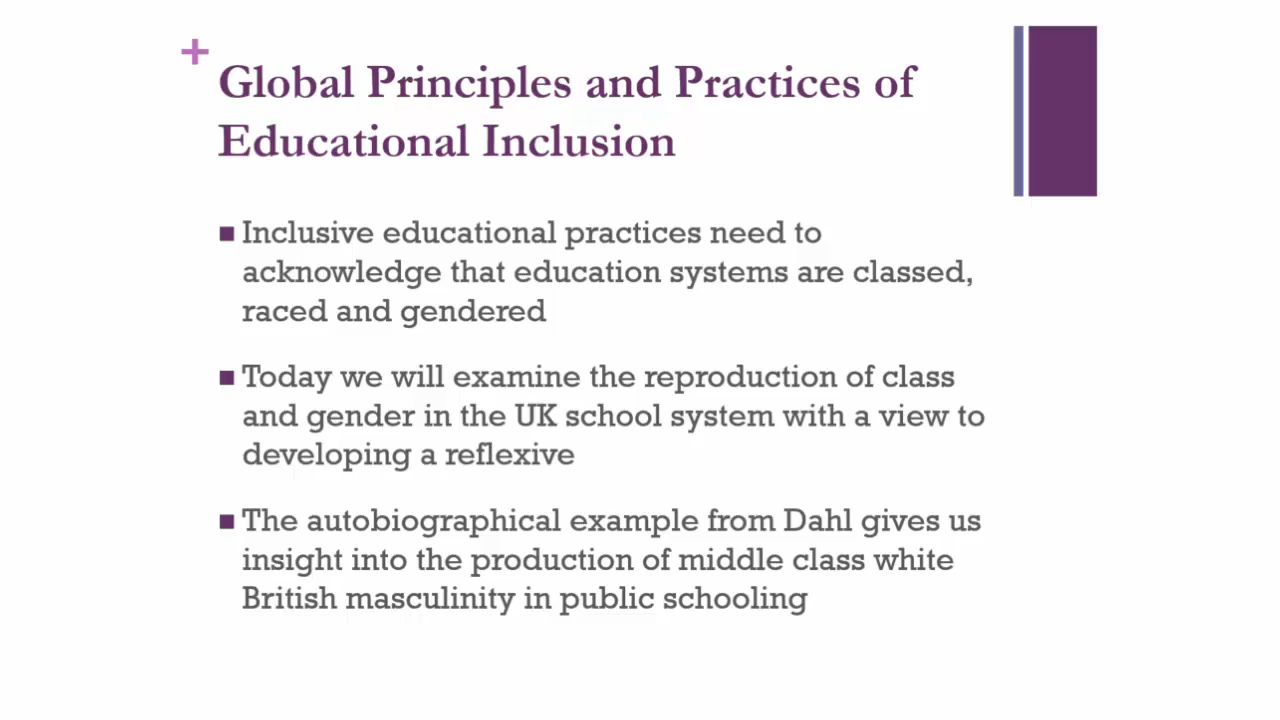 Global Principles and Practices of
Educational Inclusion
Inclusive educational practices need to
acknowledge that education systems are classed,
raced and gendered
Today we will examine the reproduction of class
and gender in the UK school system with a view to
developing a reflexive
The autobiographical example from Dahl gives us
insight into the production of middle class white
British masculinity in public schooling